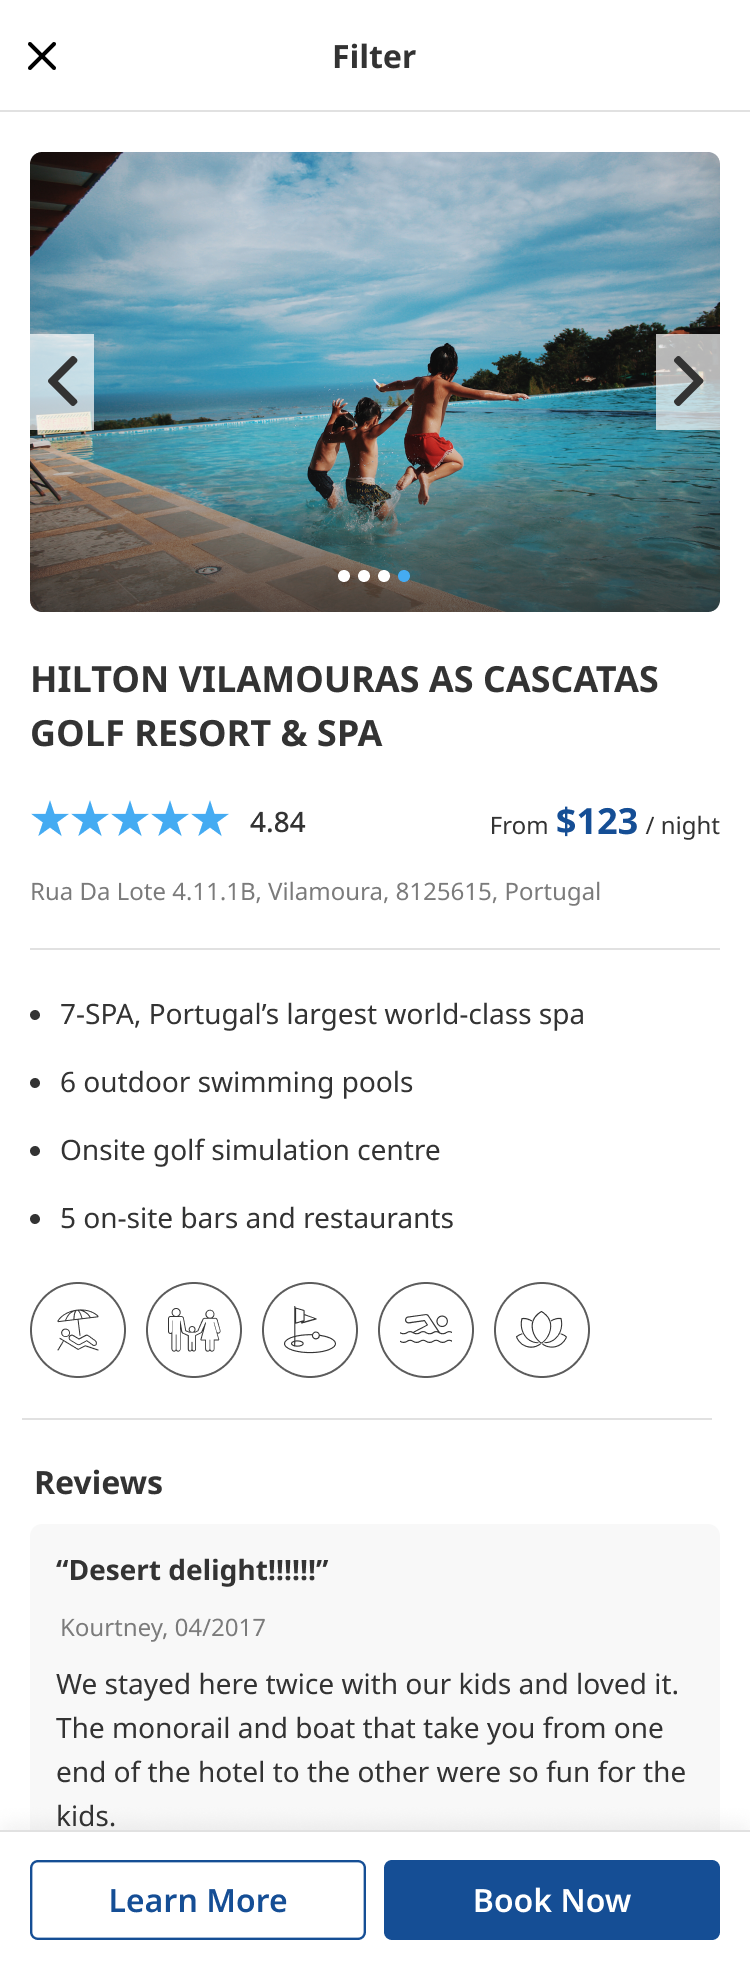 Filter
HILTON VILAMOURAS AS CASCATAS
GOLF RESORT & SPA
4.84
From $123 / night
Rua Da Lote 4.11.1B, Vilamoura, 8125615, Portugal
7-SPA, Portugal’s largest world-class spa
6 outdoor swimming pools
Onsite golf simulation centre
5 on-site bars and restaurants
Reviews
“Desert delight!!!!!!”
Kourtney, 04/2017
We stayed here twice with our kids and loved it.
The monorail and boat that take you from one
end of the hotel to the other were so fun for the
kids.
Learn More
Book Now